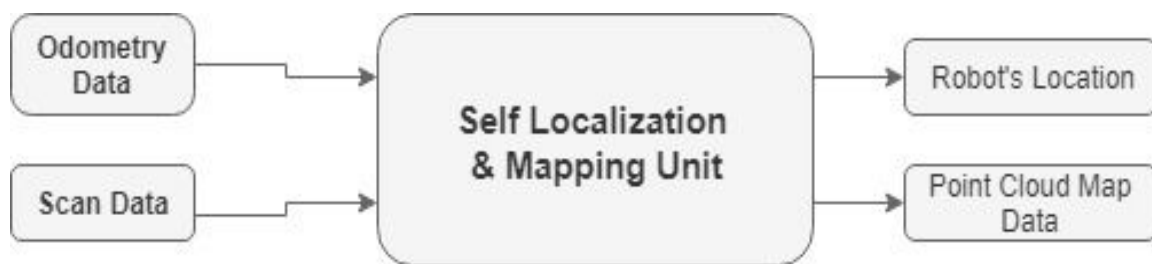 Odometry
Data
Scan Data
Self Localization
& Mapping Unit
Robot's Location
Point Cloud Map
Data